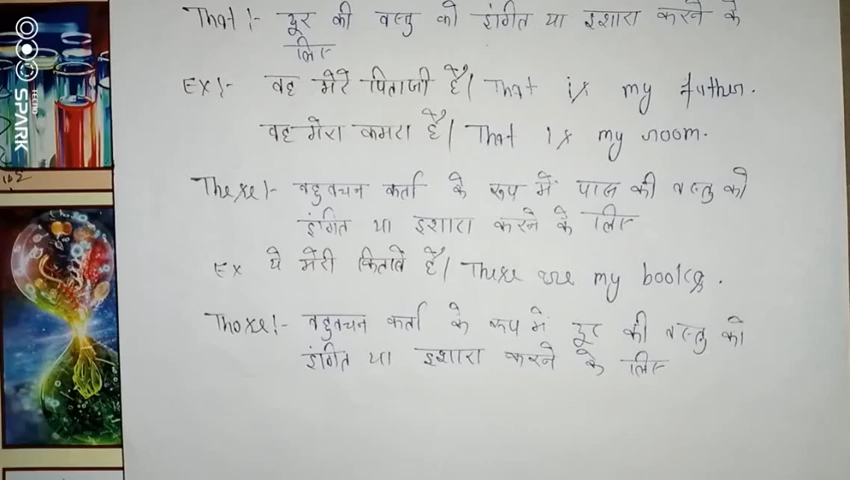 That :- दूर की वस्तु को इंगित या इशारा करने के
लिए
Ex :- वह मेरे पिताजी हैं। That is my father.
वह मेरा कमरा है। That is my room.
These :- बहुवचन कर्ता के रूप में पास की वस्तु को
इंगित या इशारा करने के लिए
Ex ये मेरी किताबें हैं। These are my books.
Those :- बहुवचन कर्ता के रूप में दूर की वस्तु को
इंगित या इशारा करने के लिए
TECNO
SPARK